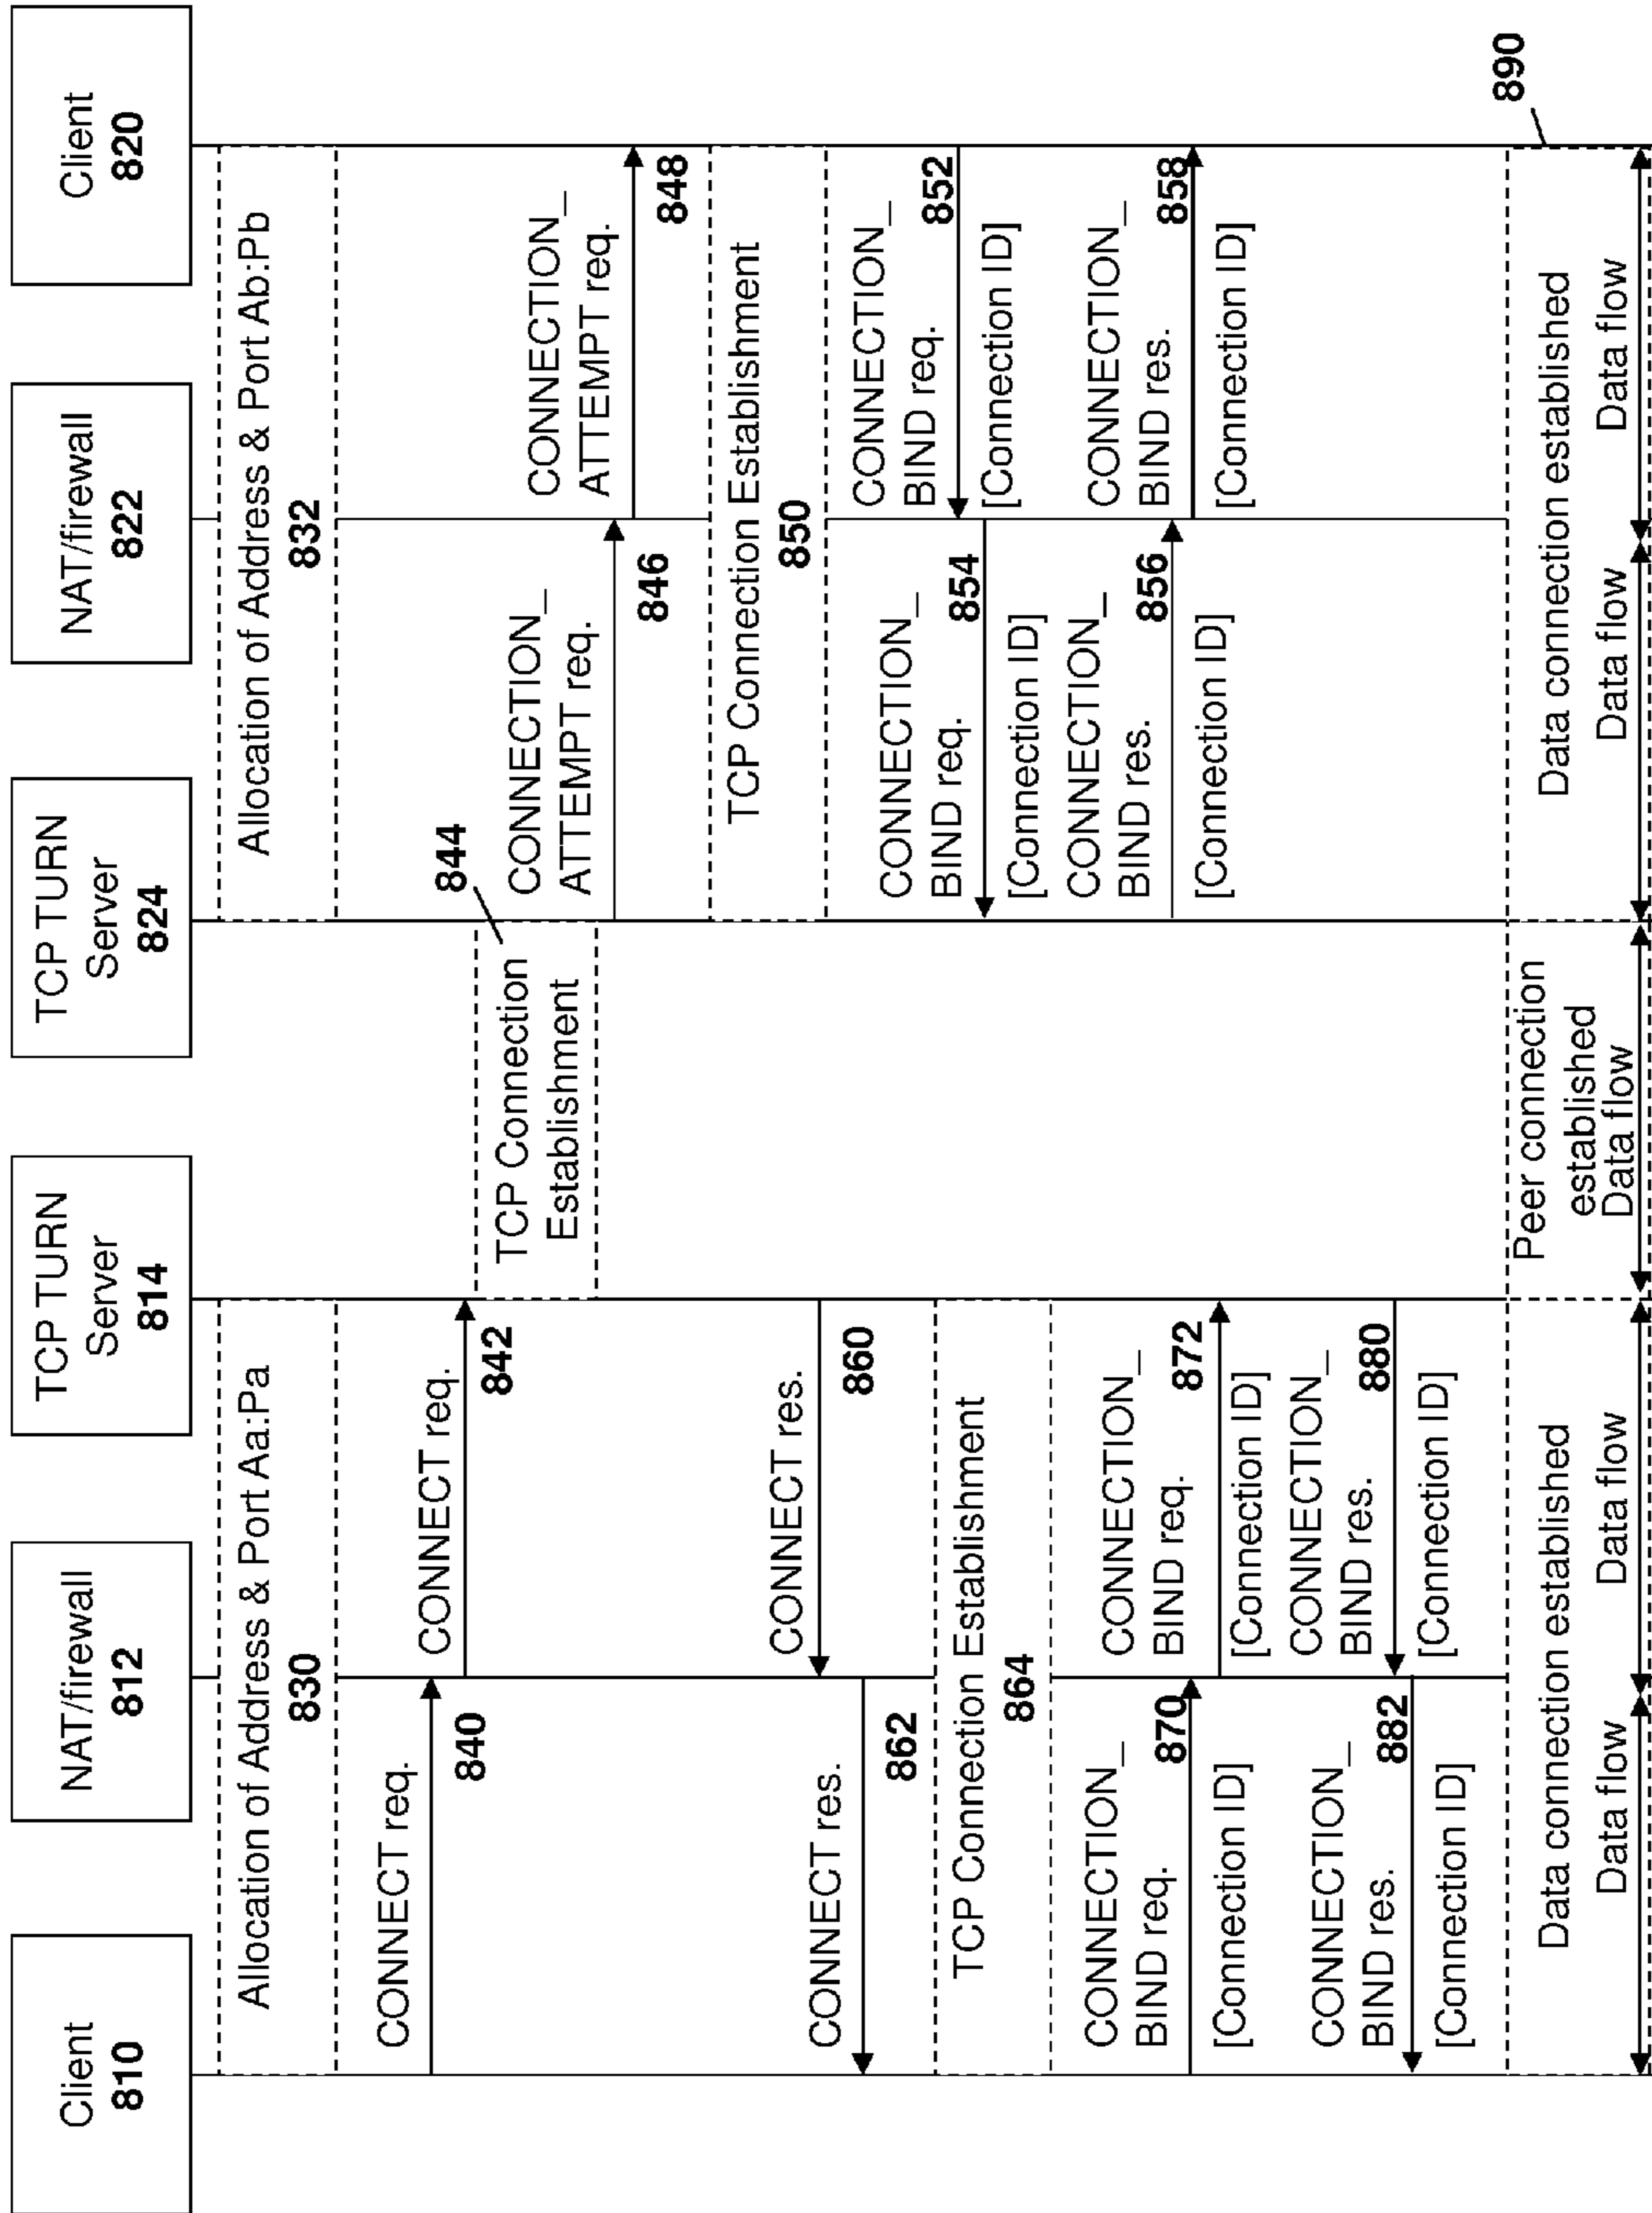 Client
810
NAT/firewall
812
TCP TURN
Server
814
TCP TURN
Server
824
NAT/firewall
822
Client
820
Allocation of Address & Port Aa:Pa
830
Allocation of Address & Port Ab:Pb
832
CONNECT req.
840
CONNECT req.
842
844
TCP Connection
Establishment
CONNECTION_
ATTEMPT req.
846
CONNECTION_
ATTEMPT req.
848
TCP Connection Establishment
850
CONNECTION_
BIND req.
852
[Connection ID]
CONNECTION_
BIND req.
854
[Connection ID]
CONNECTION_
BIND res.
856
[Connection ID]
CONNECTION_
BIND res.
858
[Connection ID]
CONNECT res.
860
CONNECT res.
862
TCP Connection Establishment
864
CONNECTION_
BIND req.
870
[Connection ID]
CONNECTION_
BIND req.
872
[Connection ID]
CONNECTION_
BIND res.
880
[Connection ID]
CONNECTION_
BIND res.
882
[Connection ID]
890
Data connection established
Data flow
Data flow
Peer connection
established
Data flow
Data connection established
Data flow
Data flow